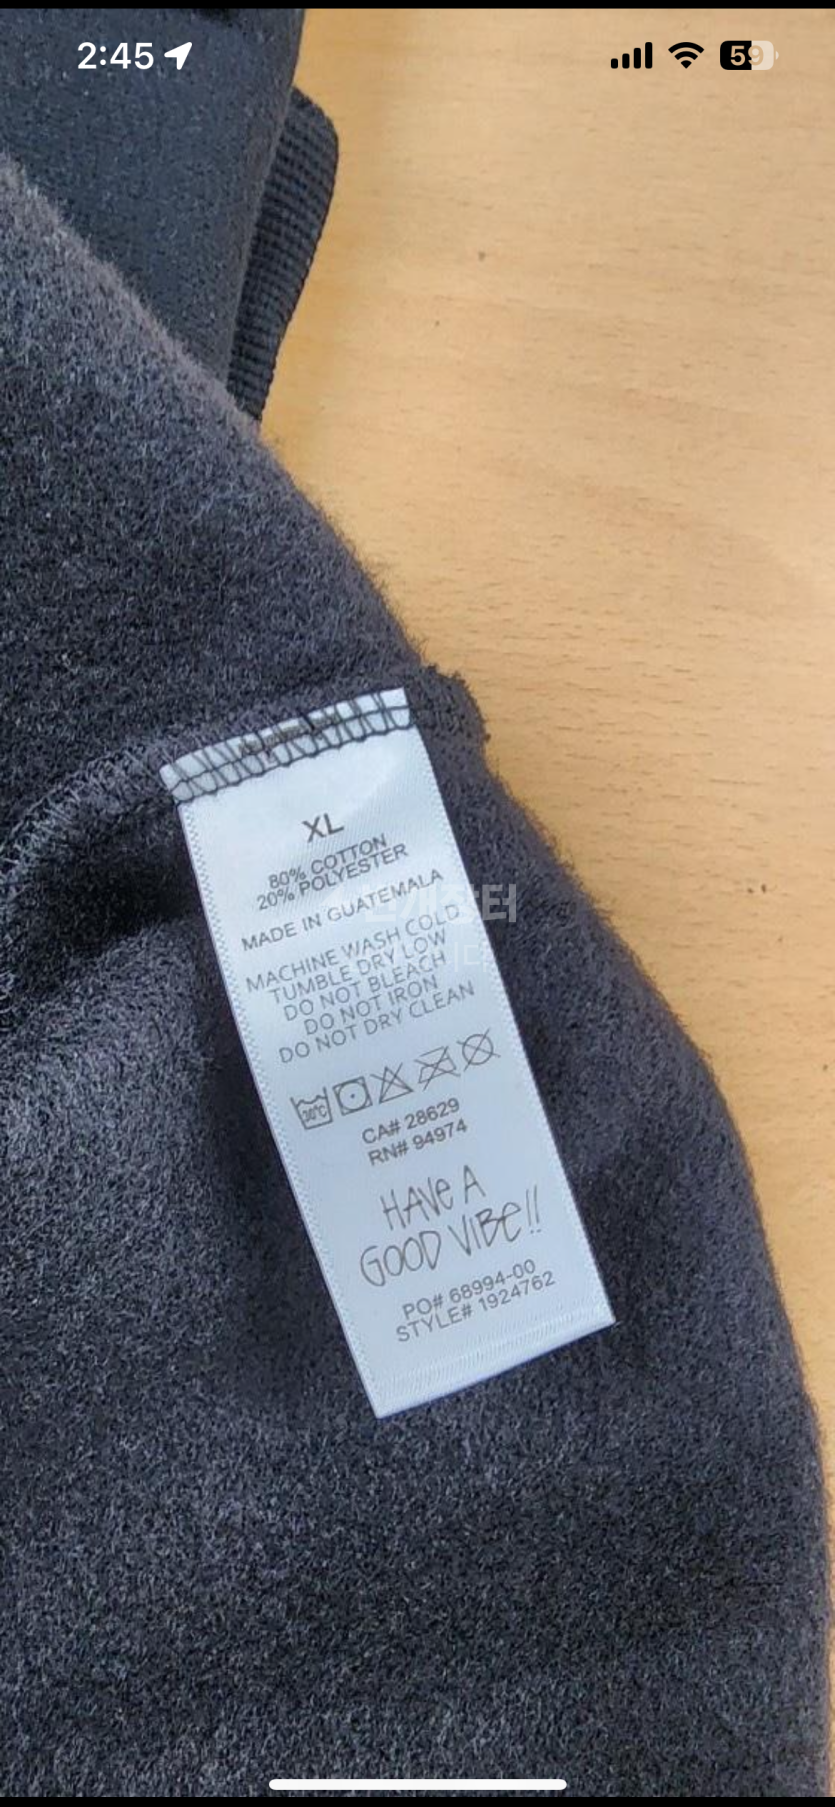 2:45
59
XL
80% COTTON
20% POLYESTER
MADE IN GUATEMALA
MACHINE WASH COLD
TUMBLE DRY LOW
DO NOT BLEACH
DO NOT IRON
DO NOT DRY CLEAN
30°C
CA# 28629
RN# 94974
HAVE A
GOOD VIBE!!
PO# 68994-00
STYLE# 1924762